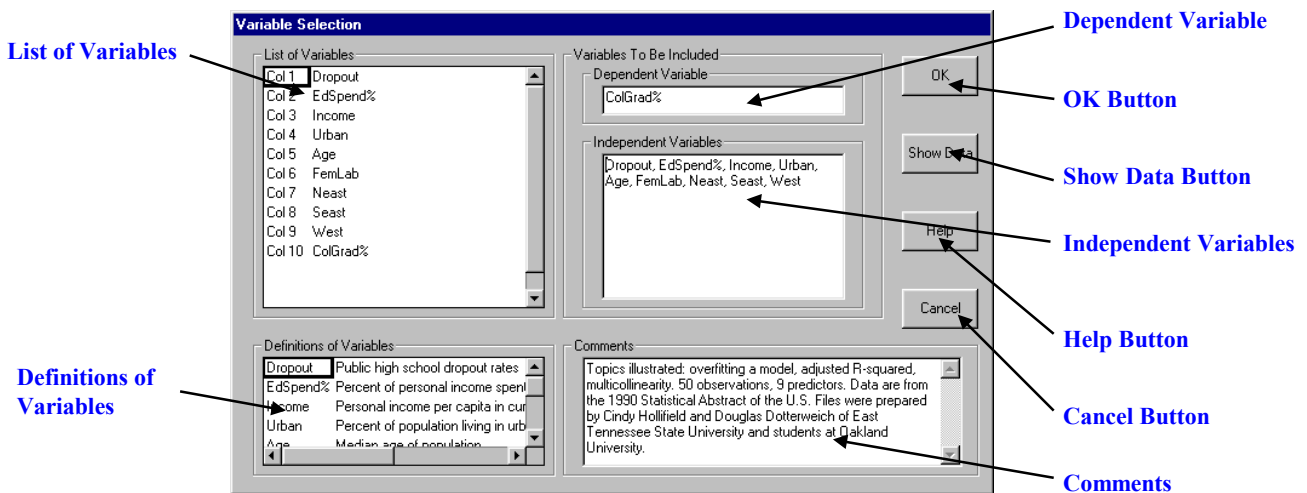 Variable Selection
List of Variables
List of Variables
Col 1 Dropout
Col 2 EdSpend%
Col 3 Income
Col 4 Urban
Col 5 Age
Col 6 FemLab
Col 7 Neast
Col 8 Seast
Col 9 West
Col 10 ColGrad%
Variables To Be Included
Dependent Variable
ColGrad%
Independent Variables
Dropout, EdSpend%, Income, Urban,
Age, FemLab, Neast, Seast, West
OK
Show Data
Help
Cancel
Dependent Variable
OK Button
Show Data Button
Independent Variables
Help Button
Cancel Button
Comments
Definitions of
Variables
Definitions of Variables
Dropout Public high school dropout rates
EdSpend% Percent of personal income spent
Income Personal income per capita in cur
Urban Percent of population living in urb
Age Median age of population
Comments
Topics illustrated: overfitting a model, adjusted R-squared,
multicollinearity. 50 observations, 9 predictors. Data are from
the 1990 Statistical Abstract of the U.S. Files were prepared
by Cindy Hollifield and Douglas Dotterweich of East
Tennessee State University and students at Oakland
University.